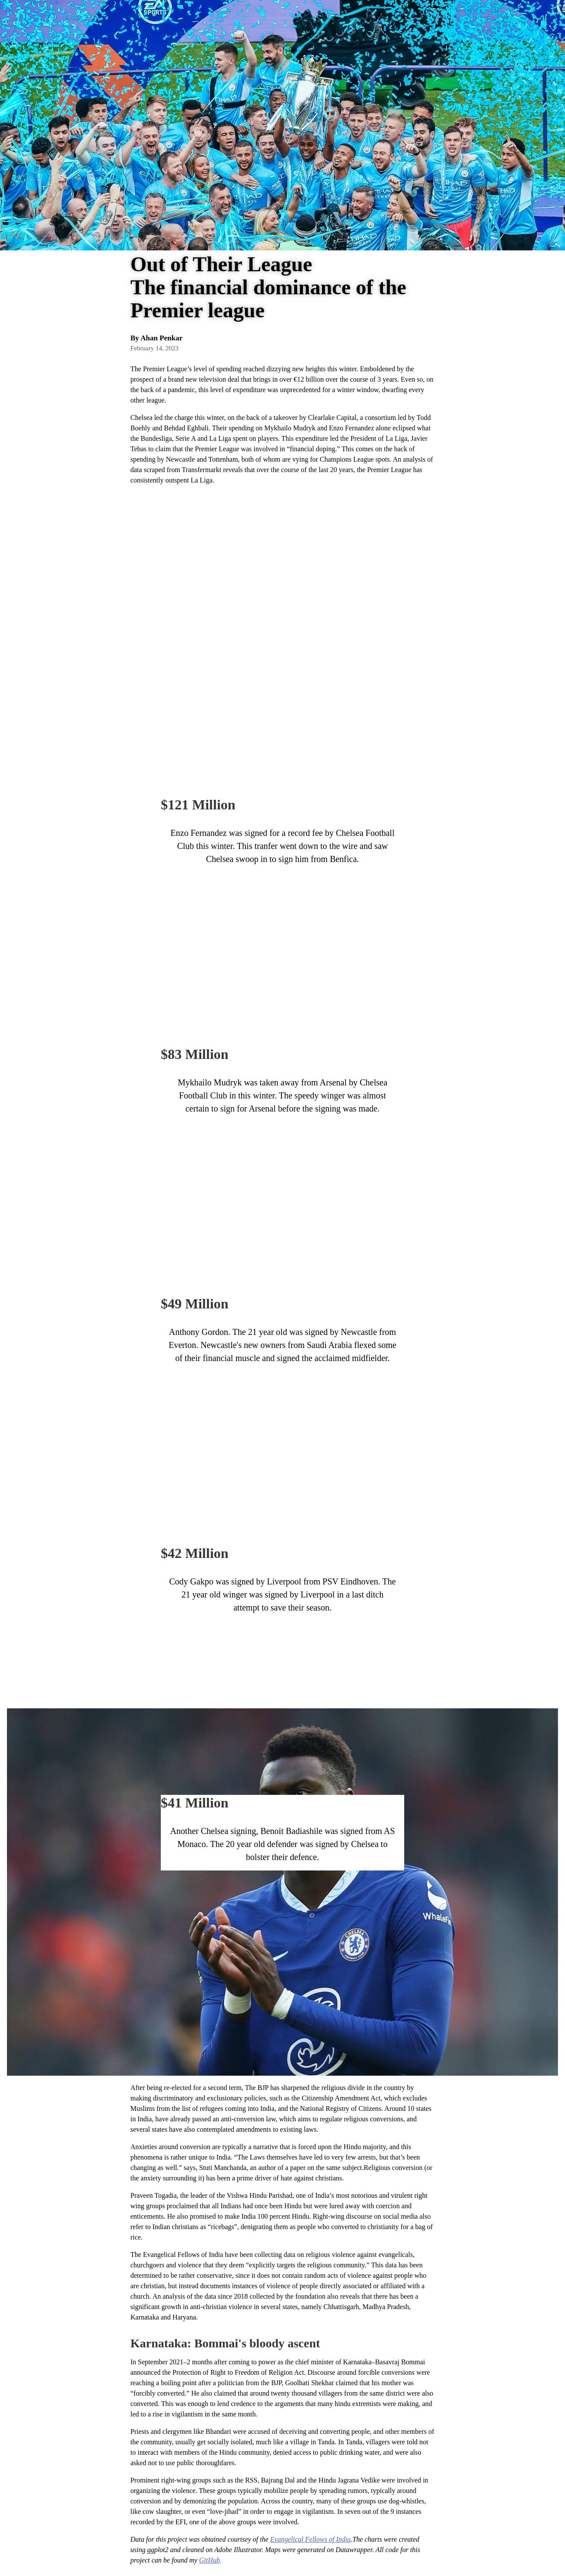 EA
SPORTS
Out of Their League
The financial dominance of the
Premier league
By Ahan Penkar
February 14, 2023
The Premier League’s level of spending reached dizzying new heights this winter. Emboldened by the
prospect of a brand new television deal that brings in over €12 billion over the course of 3 years. Even so, on
the back of a pandemic, this level of expenditure was unprecedented for a winter window, dwarfing every
other league.
Chelsea led the charge this winter, on the back of a takeover by Clearlake Capital, a consortium led by Todd
Boehly and Behdad Eghbali. Their spending on Mykhailo Mudryk and Enzo Fernandez alone eclipsed what
the Bundesliga, Serie A and La Liga spent on players. This expenditure led the President of La Liga, Javier
Tebas to claim that the Premier League was involved in “financial doping.” This comes on the back of
spending by Newcastle and Tottenham, both of whom are vying for Champions League spots. An analysis of
data scraped from Transfermarkt reveals that over the course of the last 20 years, the Premier League has
consistently outspent La Liga.
$121 Million
Enzo Fernandez was signed for a record fee by Chelsea Football
Club this winter. This tranfer went down to the wire and saw
Chelsea swoop in to sign him from Benfica.
$83 Million
Mykhailo Mudryk was taken away from Arsenal by Chelsea
Football Club in this winter. The speedy winger was almost
certain to sign for Arsenal before the signing was made.
$49 Million
Anthony Gordon. The 21 year old was signed by Newcastle from
Everton. Newcastle's new owners from Saudi Arabia flexed some
of their financial muscle and signed the acclaimed midfielder.
$42 Million
Cody Gakpo was signed by Liverpool from PSV Eindhoven. The
21 year old winger was signed by Liverpool in a last ditch
attempt to save their season.
$41 Million
Another Chelsea signing, Benoit Badiashile was signed from AS
Monaco. The 20 year old defender was signed by Chelsea to
bolster their defence.
WhaleFin
CHELSEA
After being re-elected for a second term, The BJP has sharpened the religious divide in the country by
making discriminatory and exclusionary policies, such as the Citizenship Amendment Act, which excludes
Muslims from the list of refugees coming into India, and the National Registry of Citizens. Around 10 states
in India, have already passed an anti-conversion law, which aims to regulate religious conversions, and
several states have also contemplated amendments to existing laws.
Anxieties around conversion are typically a narrative that is forced upon the Hindu majority, and this
phenomena is rather unique to India. “The Laws themselves have led to very few arrests, but that’s been
changing as well.” says, Stuti Manchanda, an author of a paper on the same subject.Religious conversion (or
the anxiety surrounding it) has been a prime driver of hate against christians.
Praveen Togadia, the leader of the Vishwa Hindu Parishad, one of India’s most notorious and virulent right
wing groups proclaimed that all Indians had once been Hindu but were lured away with coercion and
enticements. He also promised to make India 100 percent Hindu. Right-wing discourse on social media also
refer to Indian christians as “ricebags”, denigrating them as people who converted to christianity for a bag of
rice.
The Evangelical Fellows of India have been collecting data on religious violence against evangelicals,
churchgoers and violence that they deem “explicitly targets the religious community.” This data has been
determined to be rather conservative, since it does not contain random acts of violence against people who
are christian, but instead documents instances of violence of people directly associated or affiliated with a
church. An analysis of the data since 2018 collected by the foundation also reveals that there has been a
significant growth in anti-christian violence in several states, namely Chhattisgarh, Madhya Pradesh,
Karnataka and Haryana.
Karnataka: Bommai's bloody ascent
In September 2021–2 months after coming to power as the chief minister of Karnataka–Basavraj Bommai
announced the Protection of Right to Freedom of Religion Act. Discourse around forcible conversions were
reaching a boiling point after a politician from the BJP, Goolhati Shekhar claimed that his mother was
“forcibly converted.” He also claimed that around twenty thousand villagers from the same district were also
converted. This was enough to lend credence to the arguments that many hindu extremists were making, and
led to a rise in vigilantism in the same month.
Priests and clergymen like Bhandari were accused of deceiving and converting people, and other members of
the community, usually get socially isolated, much like a village in Tanda. In Tanda, villagers were told not
to interact with members of the Hindu community, denied access to public drinking water, and were also
asked not to use public thoroughfares.
Prominent right-wing groups such as the RSS, Bajrang Dal and the Hindu Jagrana Vedike were involved in
organizing the violence. These groups typically mobilize people by spreading rumors, typically around
conversion and by demonizing the population. Across the country, many of these groups use dog-whistles,
like cow slaughter, or even “love-jihad” in order to engage in vigilantism. In seven out of the 9 instances
recorded by the EFI, one of the above groups were involved.
Data for this project was obtained courtsey of the Evangelical Fellows of India.The charts were created
using ggplot2 and cleaned on Adobe Illustrator. Maps were generated on Datawrapper. All code for this
project can be found my GitHub.